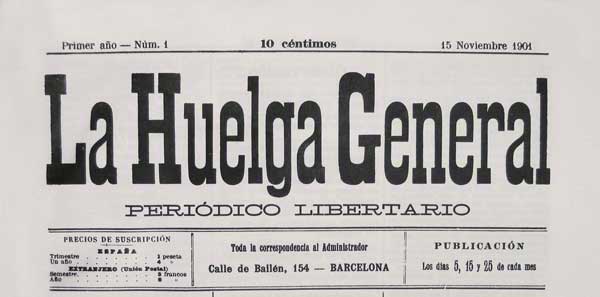 Primer año — Núm. 1
10 céntimos
15 Noviembre 1901
La Huelga General
PERIÓDICO LIBERTARIO
PRECIOS DE SUSCRIPCIÓN
ESPAÑA
Trimestre . . . . . . 1 peseta
Un año . . . . . . 4 »
EXTRANJERO (Unión Postal)
Semestre. . . . . . 3 francos
Año . . . . . . 6 »
Toda la correspondencia al Administrador
Calle de Bailén, 154 — BARCELONA
PUBLICACIÓN
Los días 5, 15 y 25 de cada mes